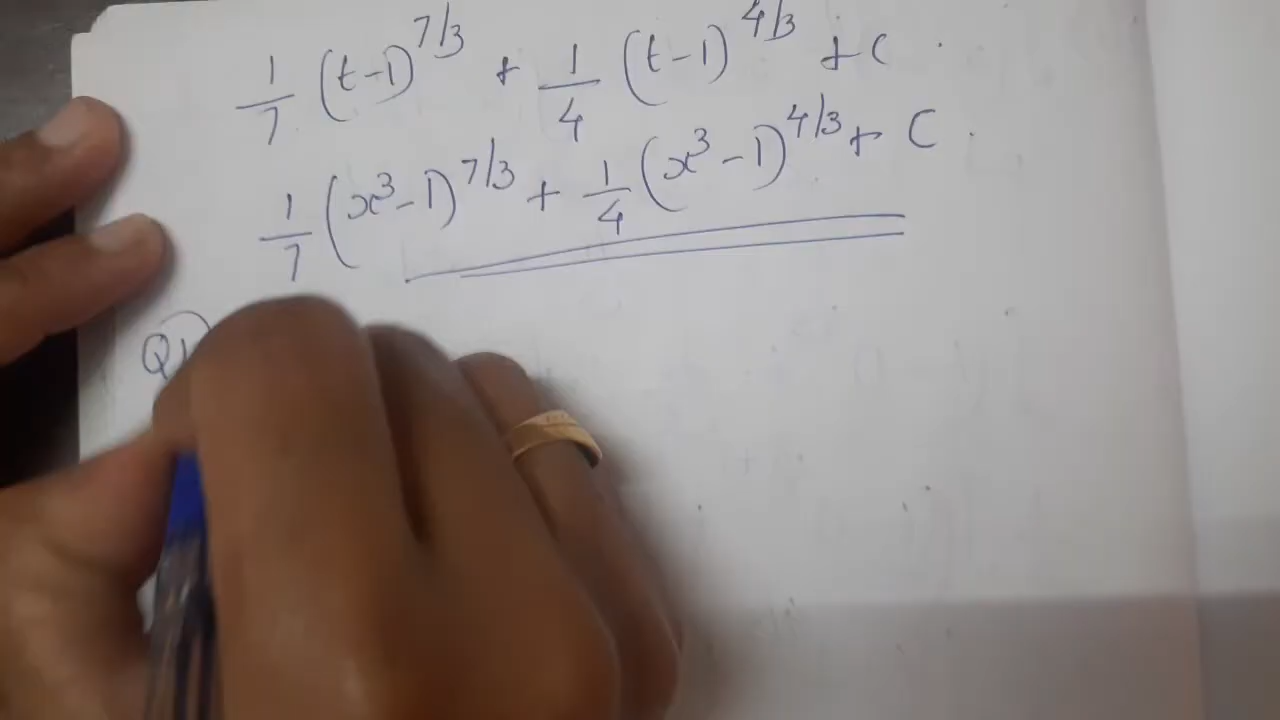 1/7 (t-1)^7/3 + 1/4 (t-1)^4/3 + C .
1/7 (x^3-1)^7/3 + 1/4 (x^3-1)^4/3 + C .